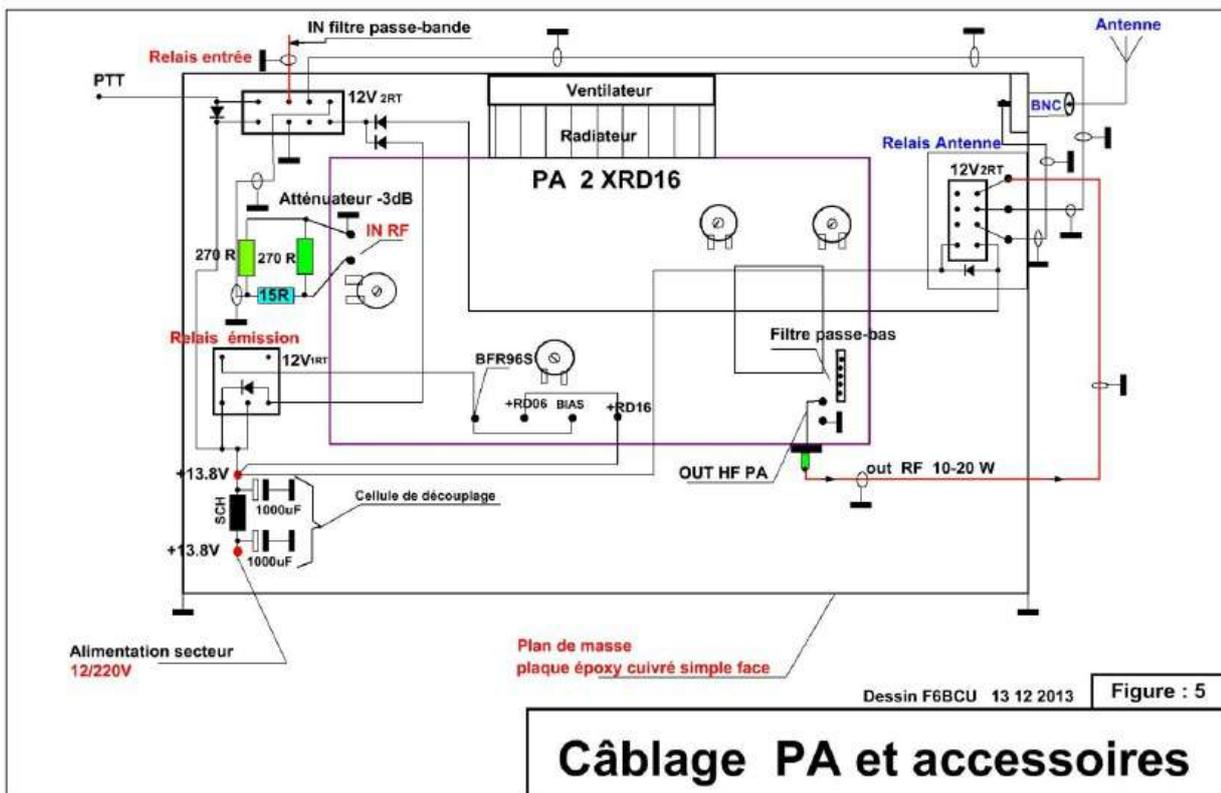 IN filtre passe-bande
Antenne
Relais entrée
PTT
12V 2RT
Ventilateur
BNC
Radiateur
Relais Antenne
PA 2 XRD16
12V2RT
Atténuateur -3dB
IN RF
270 R
270 R
15R
Relais émission
12V1RT
Filtre passe-bas
BFR96S
+RD06
BIAS
+RD16
+13.8V
OUT HF PA
out RF 10-20 W
Cellule de découplage
1000uF
SCH
+13.8V
1000uF
Alimentation secteur
12/220V
Plan de masse
plaque époxy cuivré simple face
Dessin F6BCU 13 12 2013
Figure : 5
Câblage PA et accessoires